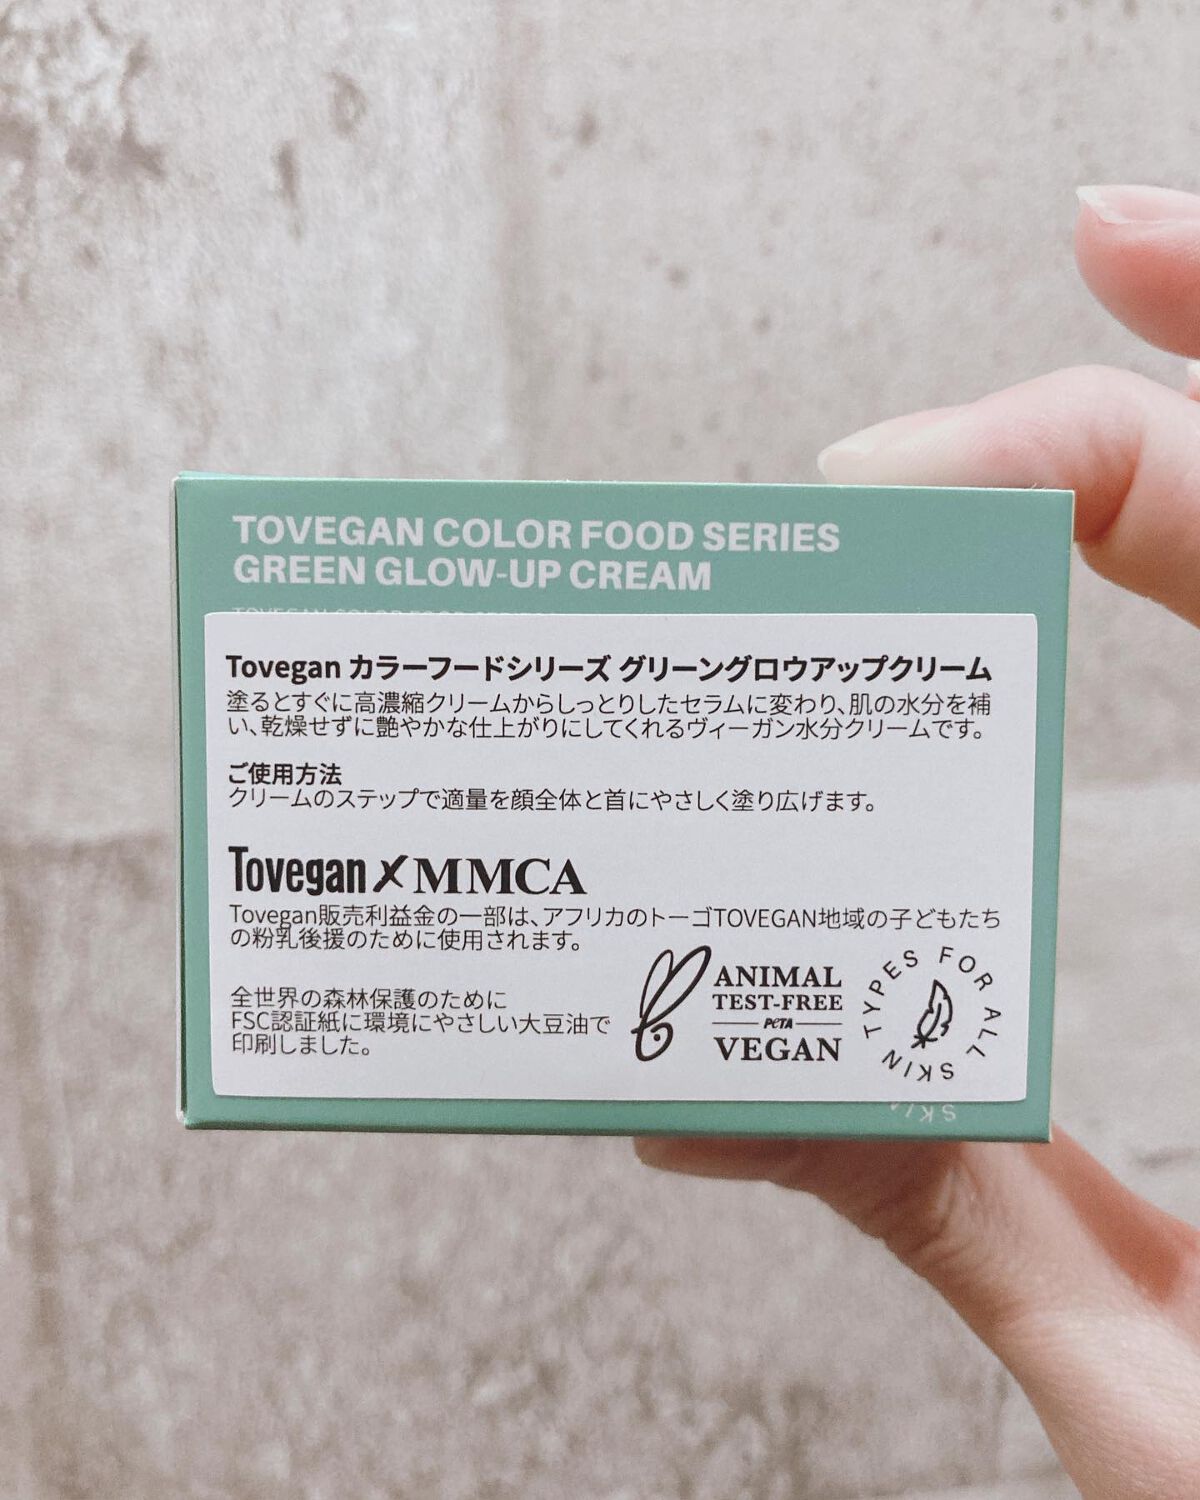 TOVEGAN COLOR FOOD SERIES
GREEN GLOW-UP CREAM
TOVEGAN COLOR FOOD SERIES
Tovegan カラーフードシリーズ グリーングロウアップクリーム
塗るとすぐに高濃縮クリームからしっとりしたセラムに変わり、肌の水分を補
い、乾燥せずに艶やかな仕上がりにしてくれるヴィーガン水分クリームです。
ご使用方法
クリームのステップで適量を顔全体と首にやさしく塗り広げます。
Tovegan X MMCA
Tovegan販売利益金の一部は、アフリカのトーゴTOVEGAN地域の子どもたち
の粉乳後援のために使用されます。
全世界の森林保護のために
FSC認証紙に環境にやさしい大豆油で
印刷しました。
ANIMAL
TEST-FREE
PETA
VEGAN
FOR ALL SKIN TYPES
SKIN